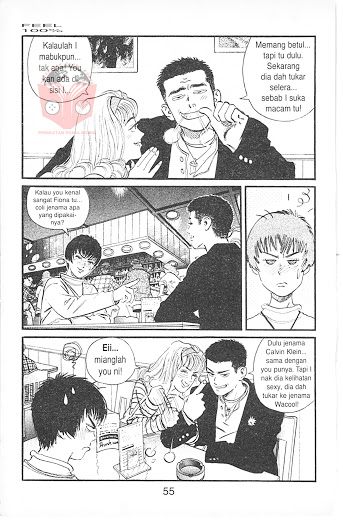 FEEL
100%
Kalaulah I
mabukpun...
tak apa! You
kan ada di
sisi I...
Memang betul...
tapi tu dulu.
Sekarang
dia dah tukar
selera...
sebab I suka
macam tu!
Kalau you kenal
sangat Fiona tu...
coli jenama apa
yang dipakai-
nya?
!
Eii...
mianglah
you ni!
Dulu jenama
Calvin Klein...
sama dengan
you punya. Tapi I
nak dia kelihatan
sexy, dia dah
tukar ke jenama
Wacool!
55